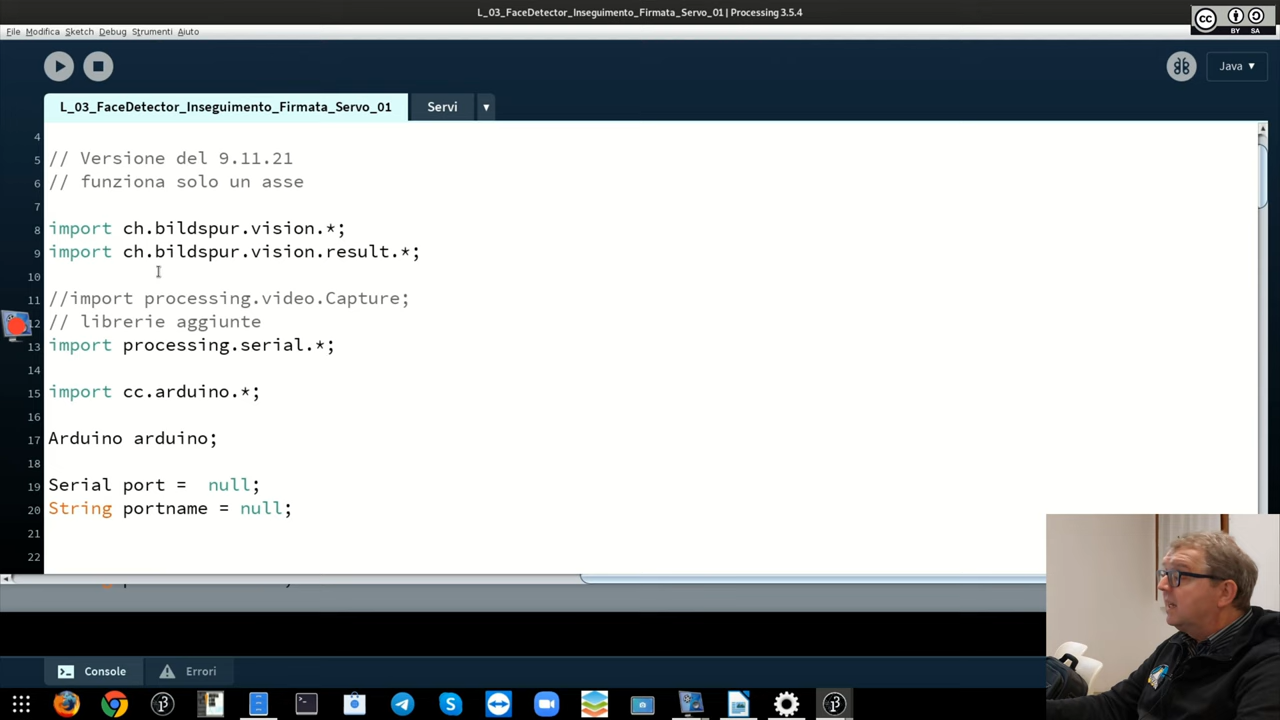 L_03_FaceDetector_Inseguimento_Firmata_Servo_01 | Processing 3.5.4
cc BY SA
File Modifica Sketch Debug Strumenti Aiuto
Java ▾
L_03_FaceDetector_Inseguimento_Firmata_Servo_01 Servi ▾
4
5 // Versione del 9.11.21
6 // funziona solo un asse
7
8 import ch.bildspur.vision.*;
9 import ch.bildspur.vision.result.*;
10
11 //import processing.video.Capture;
12 // librerie aggiunte
13 import processing.serial.*;
14
15 import cc.arduino.*;
16
17 Arduino arduino;
18
19 Serial port =  null;
20 String portname = null;
21
22
Console Errori